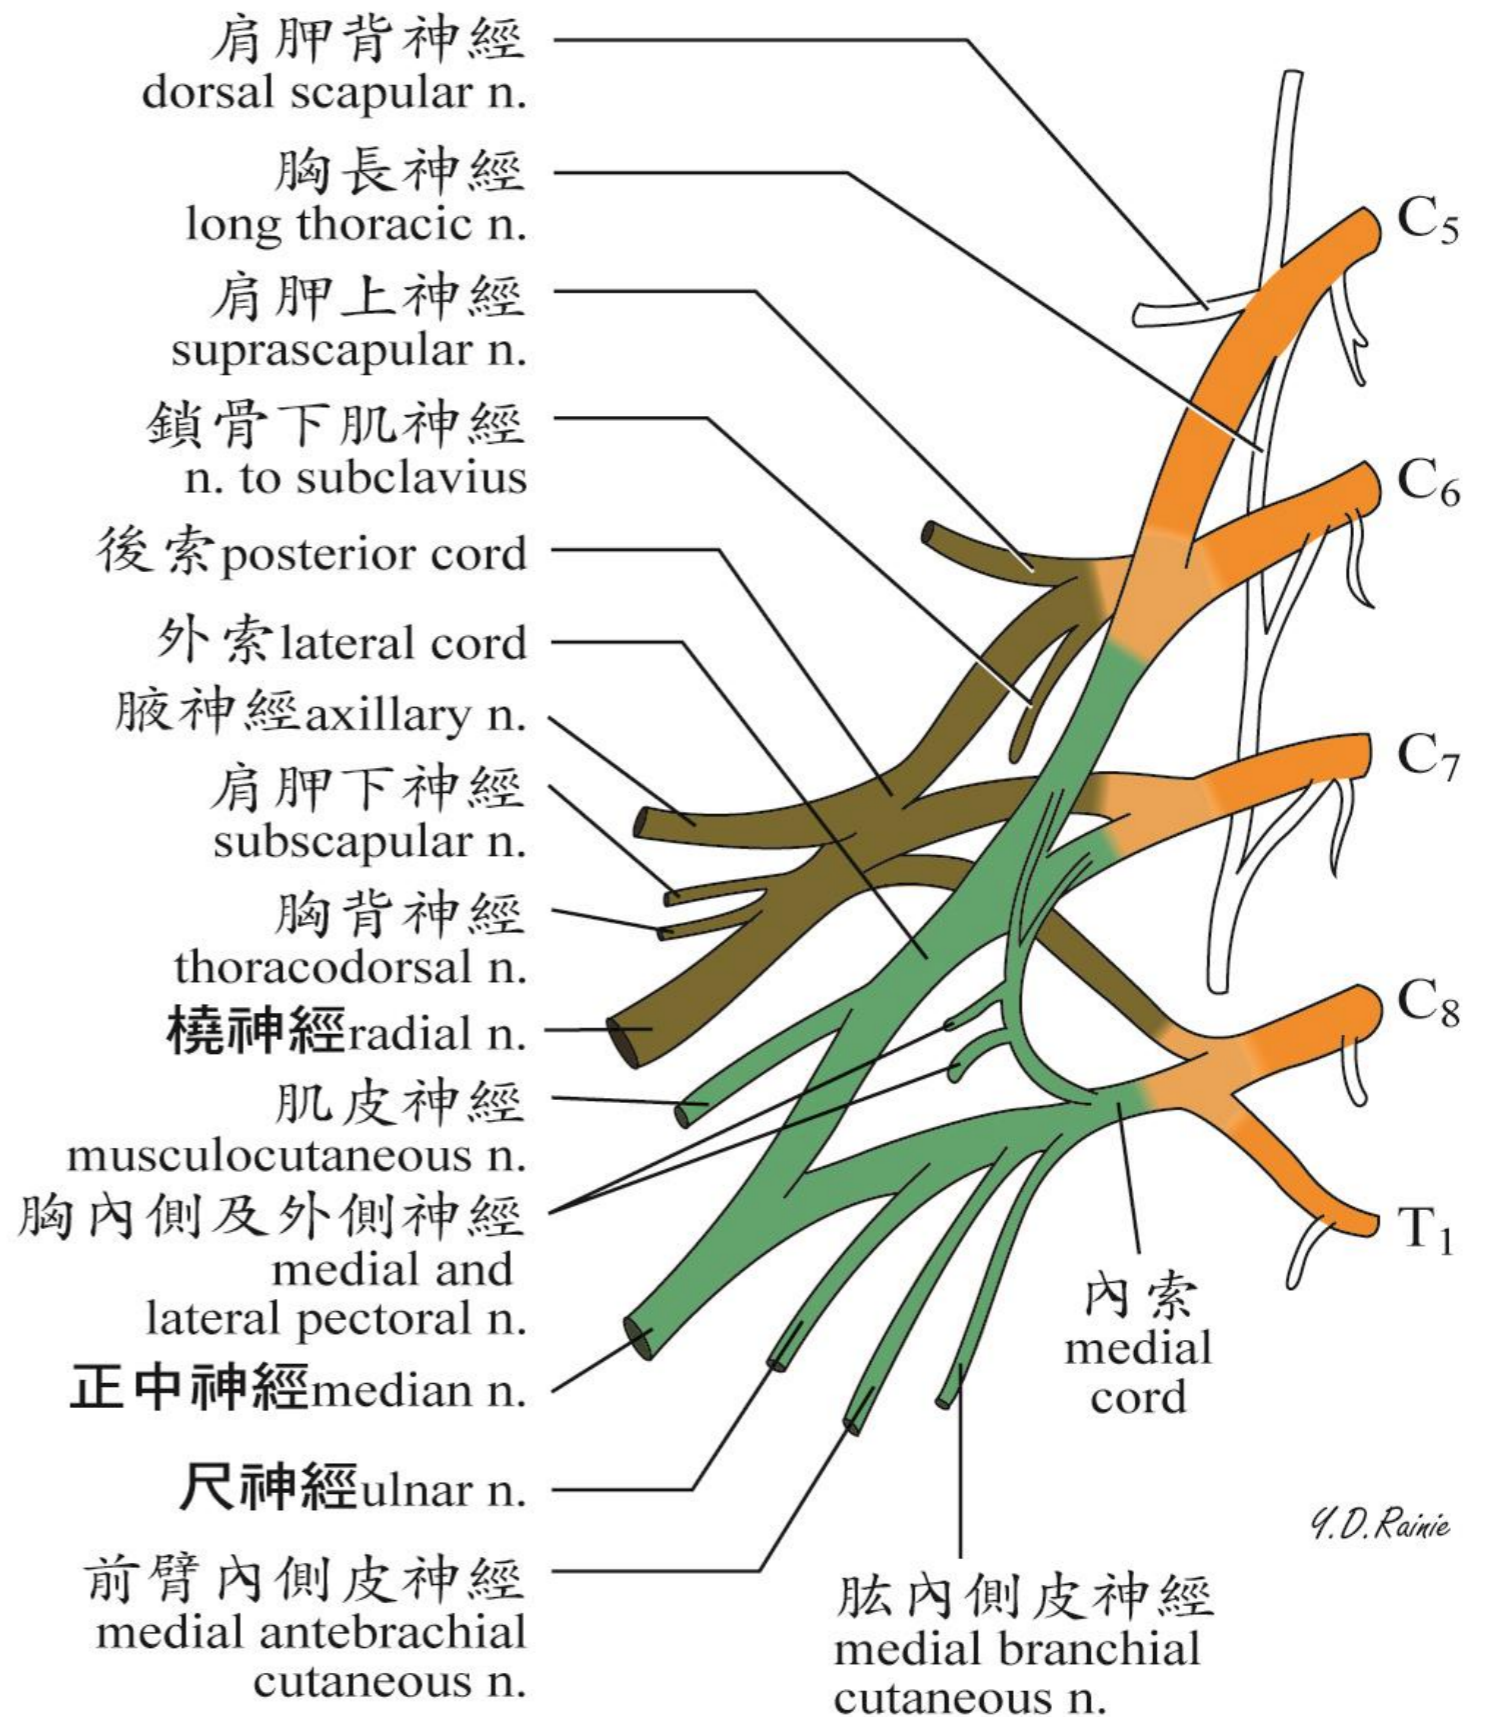 肩胛背神經
dorsal scapular n.
胸長神經
long thoracic n.
肩胛上神經
suprascapular n.
鎖骨下肌神經
n. to subclavius
後索posterior cord
外索lateral cord
腋神經axillary n.
肩胛下神經
subscapular n.
胸背神經
thoracodorsal n.
橈神經radial n.
肌皮神經
musculocutaneous n.
胸內側及外側神經
medial and
lateral pectoral n.
正中神經median n.
尺神經ulnar n.
前臂內側皮神經
medial antebrachial
cutaneous n.
C5
C6
C7
C8
T1
內索
medial
cord
肱內側皮神經
medial branchial
cutaneous n.
Y.D.Rainie